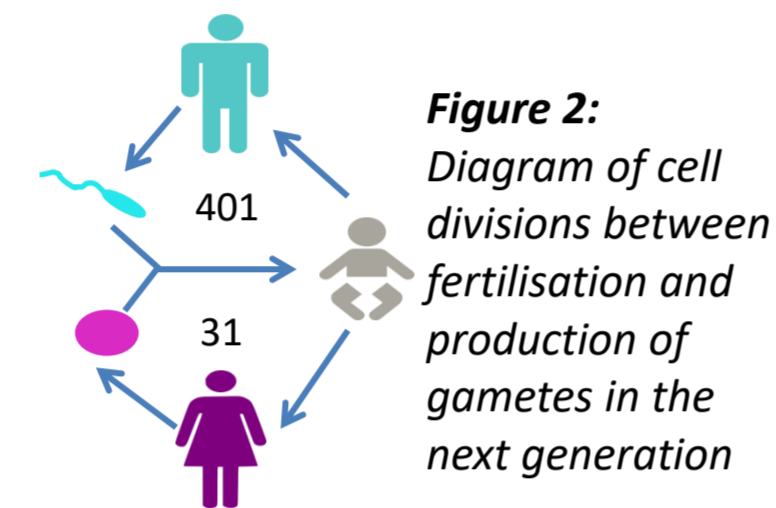 401
31
Figure 2:
Diagram of cell
divisions between
fertilisation and
production of
gametes in the
next generation